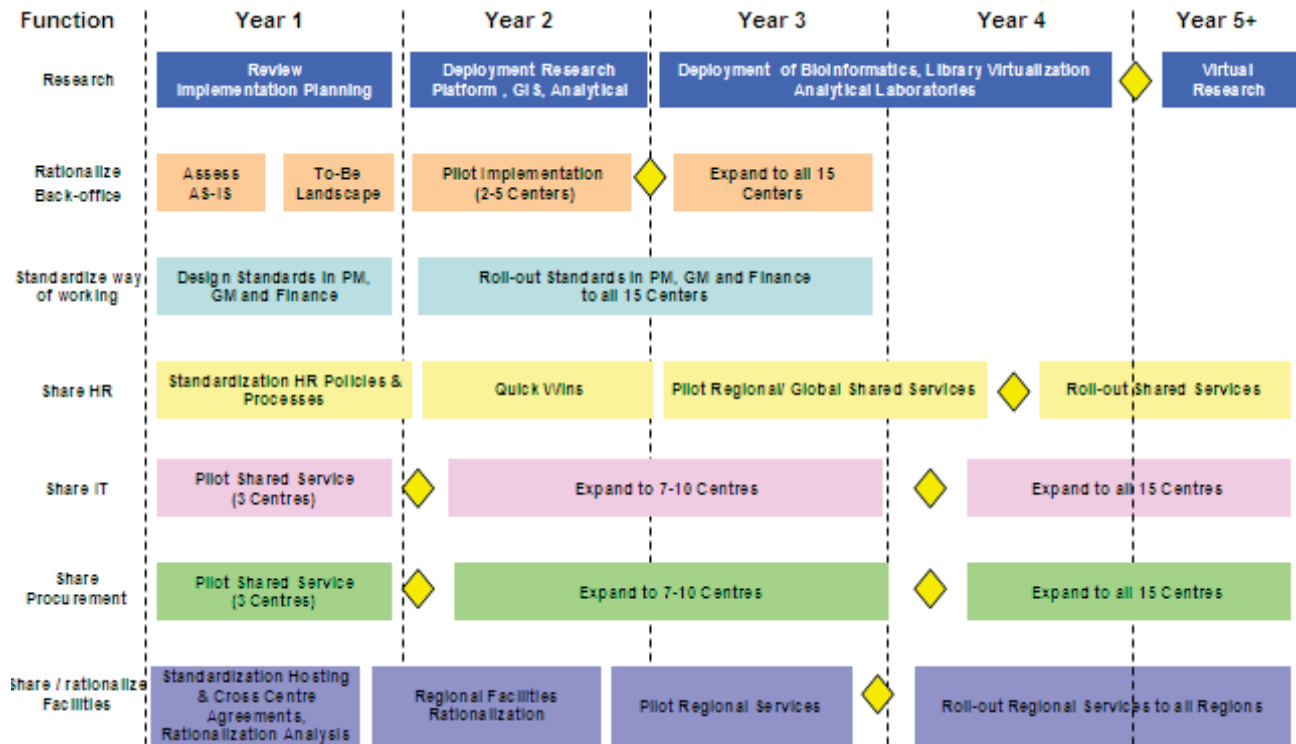 Function
Year 1
Year 2
Year 3
Year 4
Year 5+
Research
Review
Implementation Planning
Deployment Research
Platform , GIS, Analytical
Deployment of Bioinformatics, Library Virtualization
Analytical Laboratories
Virtual
Research
Rationalize
Back-office
Assess
AS-IS
To-Be
Landscape
Pilot Implementation
(2-5 Centers)
Expand to all 15
Centers
Standardize way
of working
Design Standards in PM,
GM and Finance
Roll-out Standards in PM, GM and Finance
to all 15 Centers
Share HR
Standardization HR Policies &
Processes
Quick Wins
Pilot Regional/ Global Shared Services
Roll-out Shared Services
Share IT
Pilot Shared Service
(3 Centres)
Expand to 7-10 Centres
Expand to all 15 Centres
Share
Procurement
Pilot Shared Service
(3 Centres)
Expand to 7-10 Centres
Expand to all 15 Centres
Share / rationalize
Facilities
Standardization Hosting
& Cross Centre
Agreements,
Rationalization Analysis
Regional Facilities
Rationalization
Pilot Regional Services
Roll-out Regional Services to all Regions